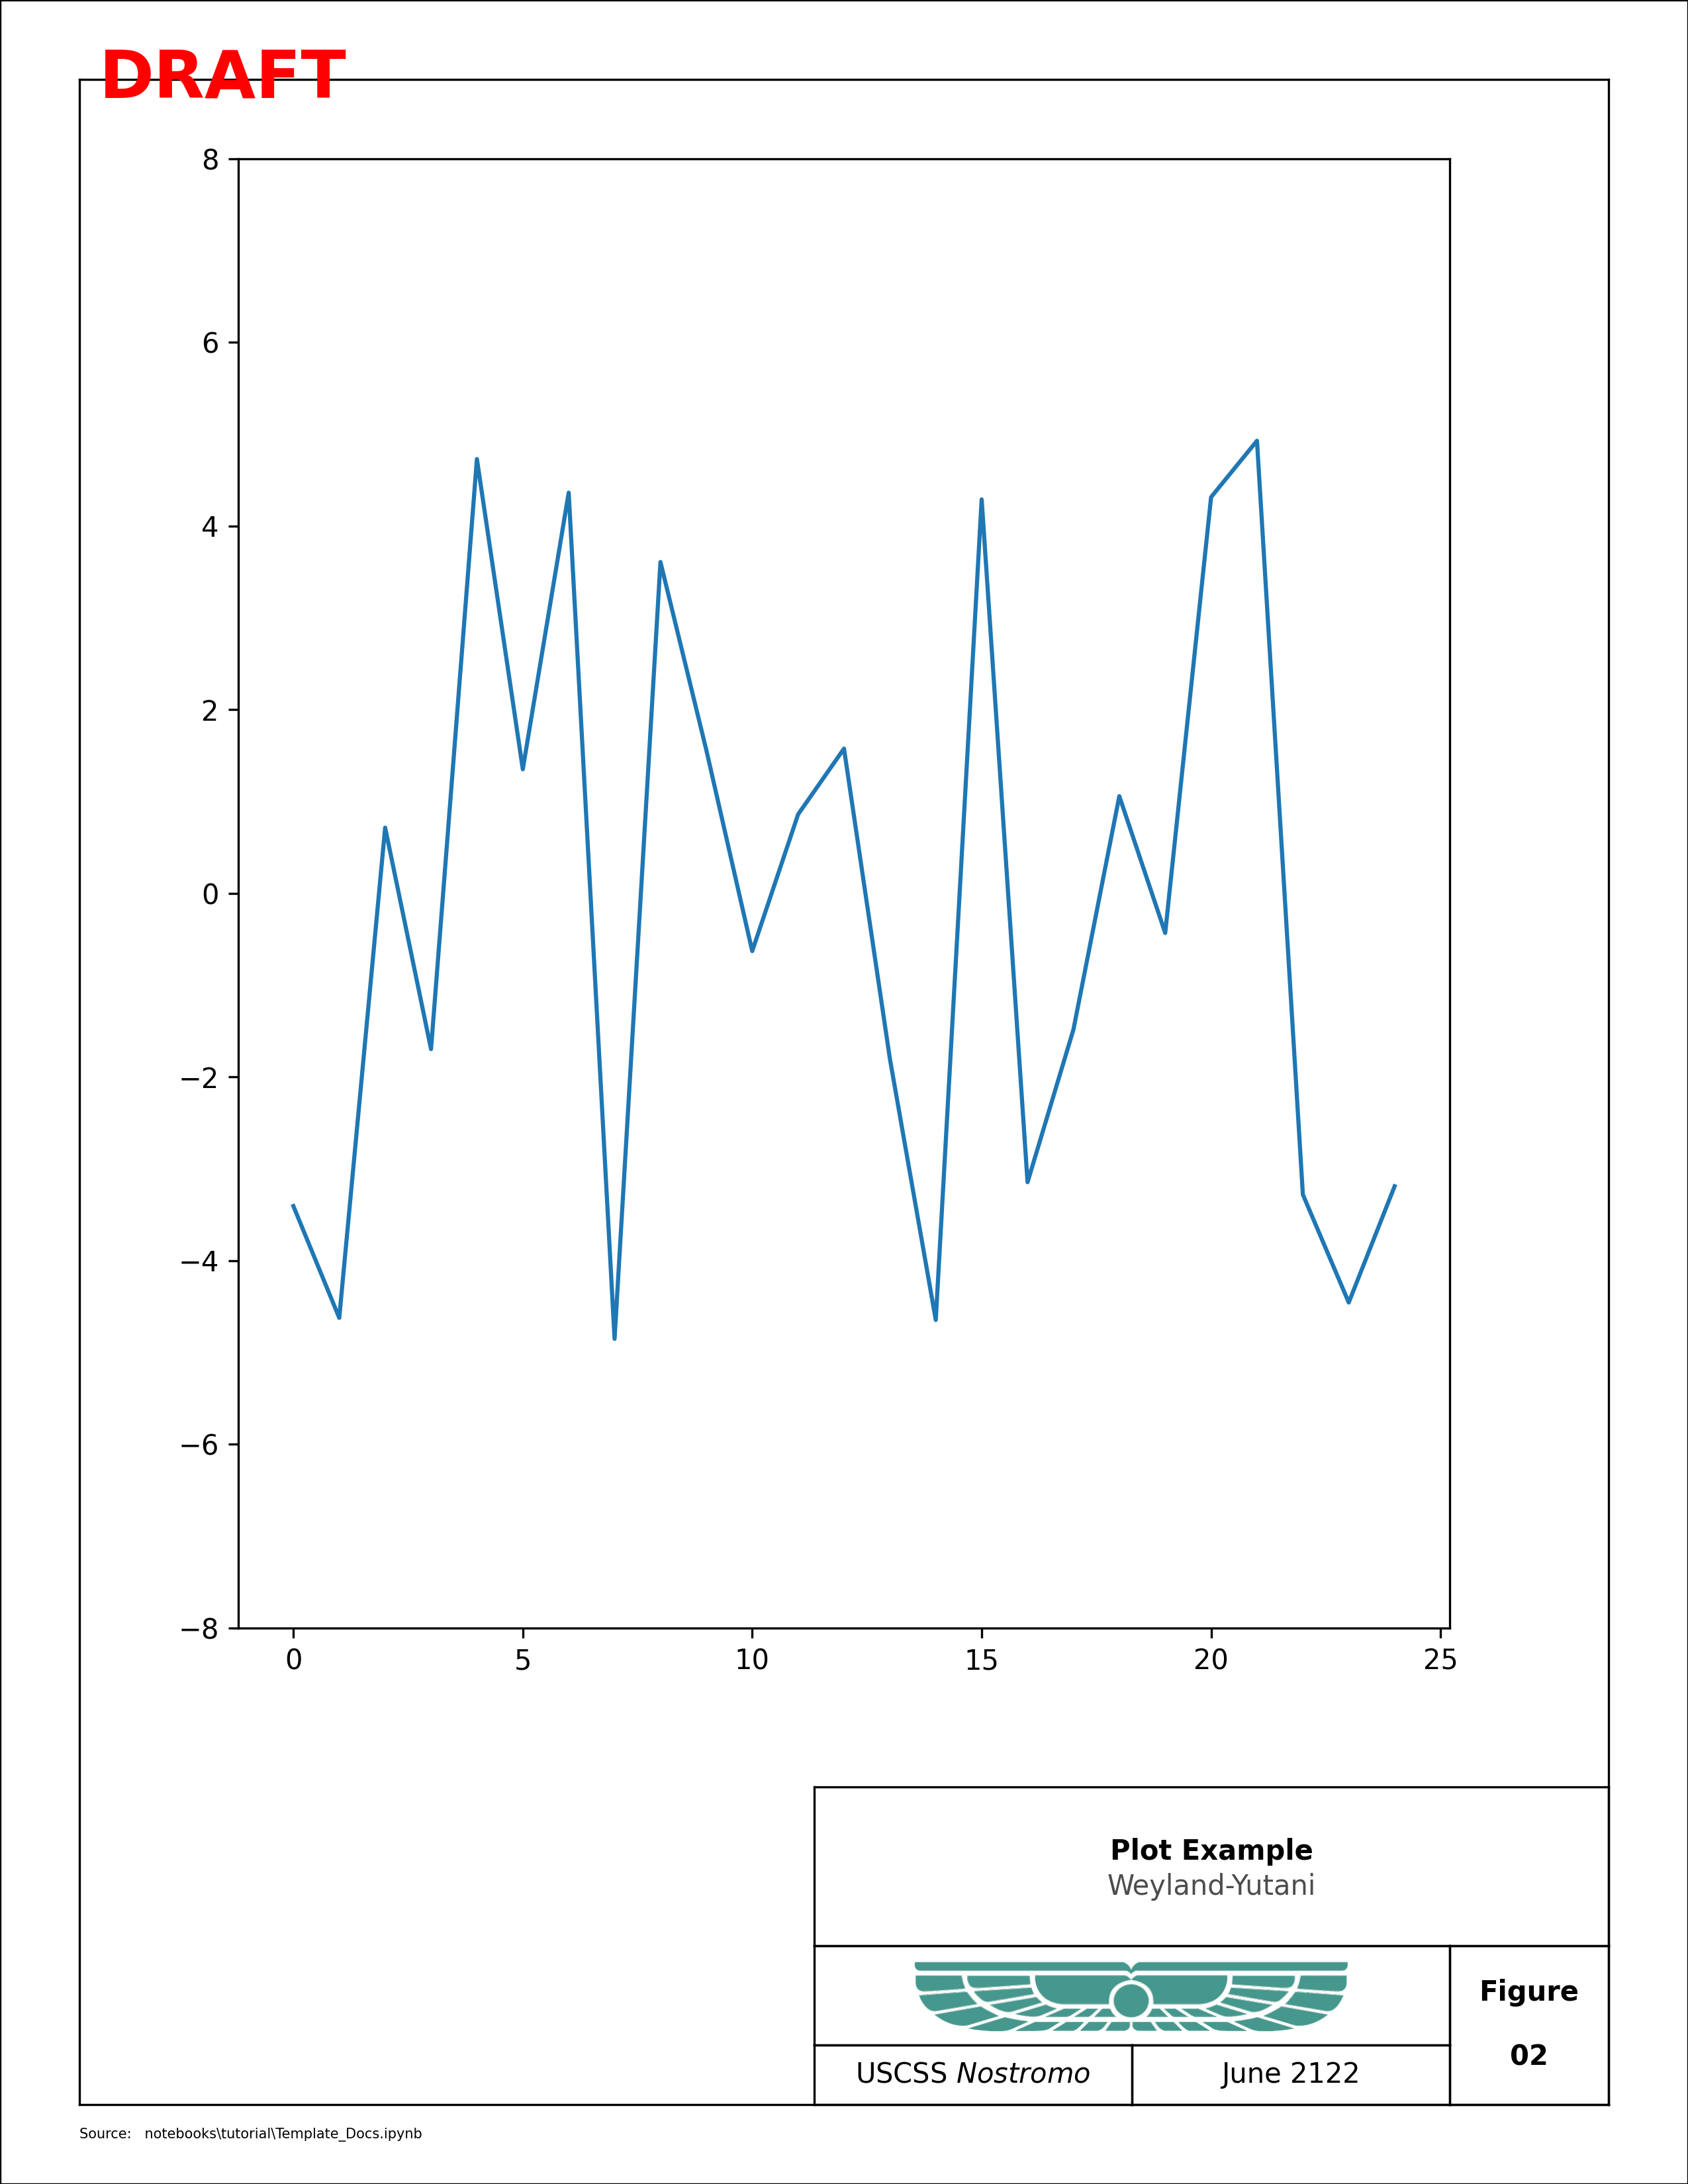 DRAFT
8
6
4
2
0
−2
−4
−6
−8
0 5 10 15 20 25
Plot Example
Weyland-Yutani
Figure
02
USCSS Nostromo
June 2122
Source: notebooks\tutorial\Template_Docs.ipynb